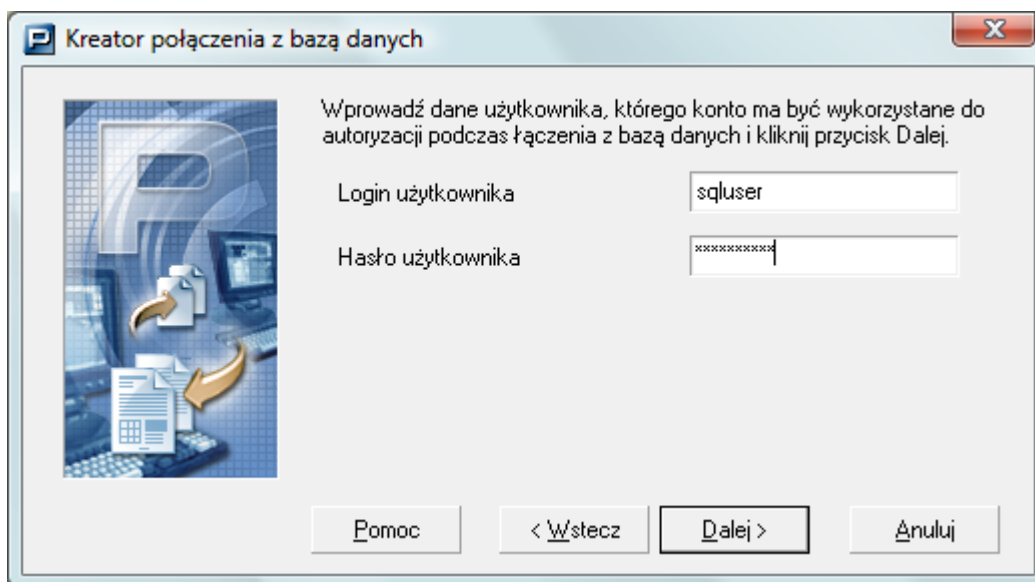 Kreator połączenia z bazą danych
Wprowadź dane użytkownika, którego konto ma być wykorzystane do
autoryzacji podczas łączenia z bazą danych i kliknij przycisk Dalej.
Login użytkownika
sqluser
Hasło użytkownika
**********
Pomoc
< Wstecz
Dalej >
Anuluj